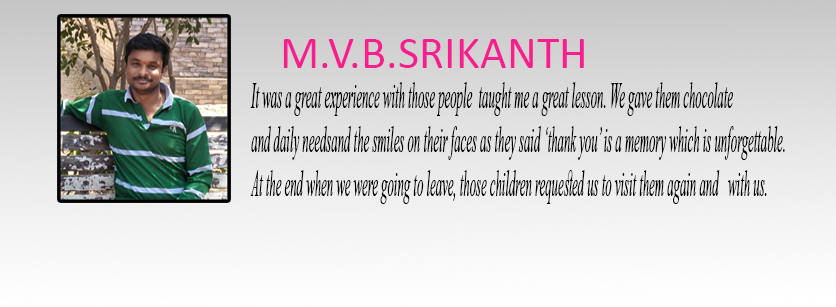 M.V.B.SRIKANTH
It was a great experience with those people taught me a great lesson. We gave them chocolate
and daily needsand the smiles on their faces as they said ‘thank you’ is a memory which is unforgettable.
At the end when we were going to leave, those children requested us to visit them again and with us.